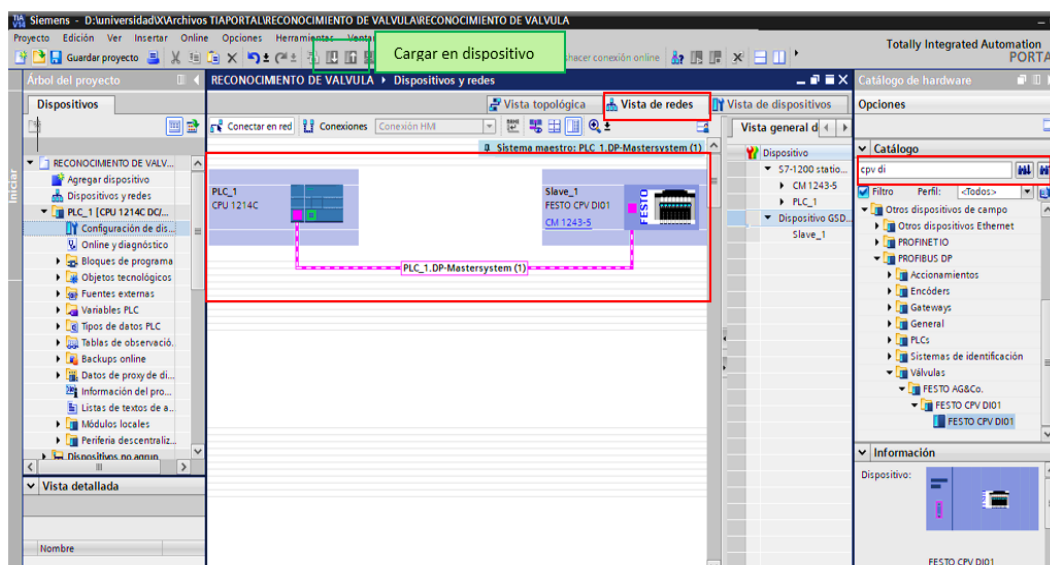 Siemens - D:\universidad\X\Archivos TIAPORTAL\RECONOCIMIENTO DE VALVULA\RECONOCIMIENTO DE VALVULA
Proyecto Edición Ver Insertar Online Opciones Herramientas
Totally Integrated Automation
PORTA
Guardar proyecto
Cargar en dispositivo
hacer conexión online
Árbol del proyecto
RECONOCIMIENTO DE VALVULA ▸ Dispositivos y redes
Catálogo de hardware
Dispositivos
Vista topológica
Vista de redes
Vista de dispositivos
Opciones
Conectar en red
Conexiones
Conexión HMI
Vista general d
Sistema maestro: PLC_1.DP-Mastersystem (1)
Catálogo
cpv di
Filtro
Perfil:
<Todos>
Iniciar
RECONOCIMIENTO DE VALV...
Agregar dispositivo
Dispositivos y redes
PLC_1 [CPU 1214C DC/...
Configuración de dis...
Online y diagnóstico
Bloques de programa
Objetos tecnológicos
Fuentes externas
Variables PLC
Tipos de datos PLC
Tablas de observació.
Backups online
Datos de proxy de di...
Información del pro...
Listas de textos de a..
Módulos locales
Periferia descentraliz...
Dispositivos no agrup
Vista detallada
Nombre
PLC_1
CPU 1214C
Slave_1
FESTO CPV DI01
CM 1243-5
FESTO
PLC_1.DP-Mastersystem (1)
Dispositivo
S7-1200 statio...
CM 1243-5
PLC_1
Dispositivo GSD..
Slave_1
Otros dispositivos de campo
Otros dispositivos Ethernet
PROFINET IO
PROFIBUS DP
Accionamientos
Encóders
Gateways
General
PLCs
Sistemas de identificación
Válvulas
FESTO AG&Co.
FESTO CPV DI01
FESTO CPV DI01
Información
Dispositivo:
FESTO CPV DI01